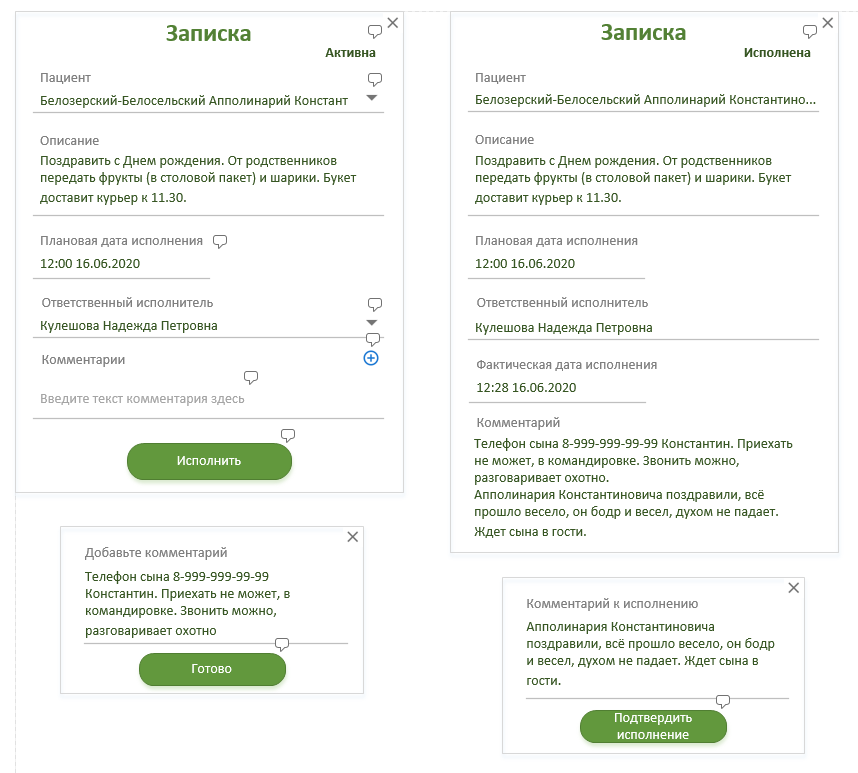 Записка
Активна
Пациент
Белозерский-Белосельский Апполинарий Констант
Описание
Поздравить с Днем рождения. От родственников
передать фрукты (в столовой пакет) и шарики. Букет
доставит курьер к 11.30.
Плановая дата исполнения
12:00 16.06.2020
Ответственный исполнитель
Кулешова Надежда Петровна
Комментарии
Введите текст комментария здесь
Исполнить
Добавьте комментарий
Телефон сына 8-999-999-99-99
Константин. Приехать не может, в
командировке. Звонить можно,
разговаривает охотно
Готово
Записка
Исполнена
Пациент
Белозерский-Белосельский Апполинарий Константино...
Описание
Поздравить с Днем рождения. От родственников
передать фрукты (в столовой пакет) и шарики. Букет
доставит курьер к 11.30.
Плановая дата исполнения
12:00 16.06.2020
Ответственный исполнитель
Кулешова Надежда Петровна
Фактическая дата исполнения
12:28 16.06.2020
Комментарий
Телефон сына 8-999-999-99-99 Константин. Приехать
не может, в командировке. Звонить можно,
разговаривает охотно.
Апполинария Константиновича поздравили, всё
прошло весело, он бодр и весел, духом не падает.
Ждет сына в гости.
Комментарий к исполнению
Апполинария Константиновича
поздравили, всё прошло весело, он бодр
и весел, духом не падает. Ждет сына в
гости.
Подтвердить
исполнение